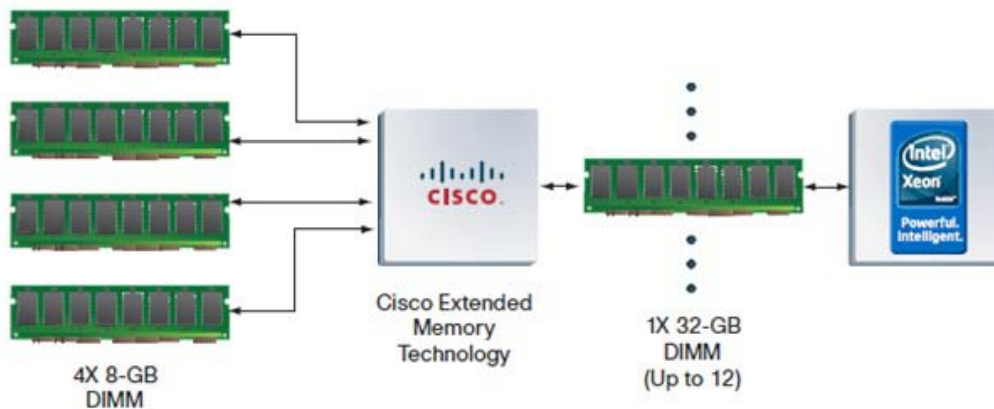 CISCO.
intel
Xeon
Powerful.
Intelligent.
Cisco Extended
Memory
Technology
4X 8-GB
DIMM
1X 32-GB
DIMM
(Up to 12)